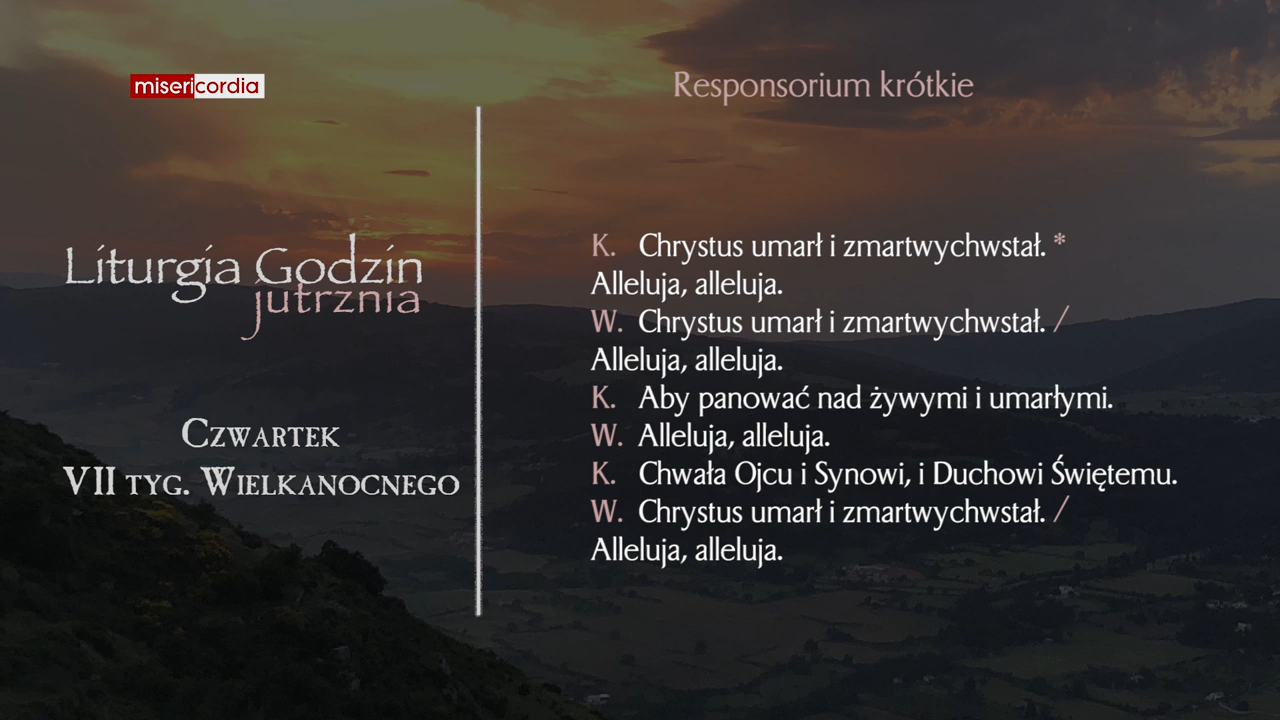 misericordia
Liturgia Godzin
jutrznia
Czwartek
VII tyg. Wielkanocnego
Responsorium krótkie
K. Chrystus umarł i zmartwychwstał. *
Alleluja, alleluja.
W. Chrystus umarł i zmartwychwstał. /
Alleluja, alleluja.
K. Aby panować nad żywymi i umarłymi.
W. Alleluja, alleluja.
K. Chwała Ojcu i Synowi, i Duchowi Świętemu.
W. Chrystus umarł i zmartwychwstał. /
Alleluja, alleluja.